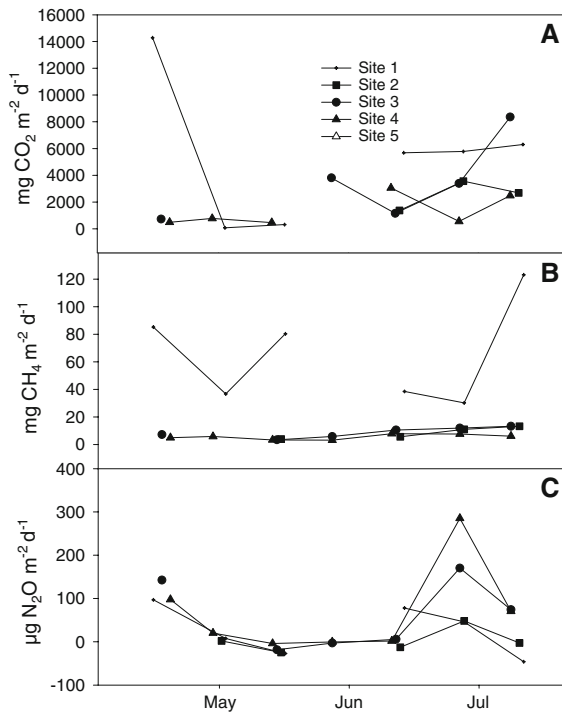 16000
14000
12000
10000
8000
6000
4000
2000
0
mg CO₂ m⁻² d⁻¹
A
Site 1
Site 2
Site 3
Site 4
Site 5
120
100
80
60
40
20
0
mg CH₄ m⁻² d⁻¹
B
400
300
200
100
0
-100
µg N₂O m⁻² d⁻¹
C
May
Jun
Jul